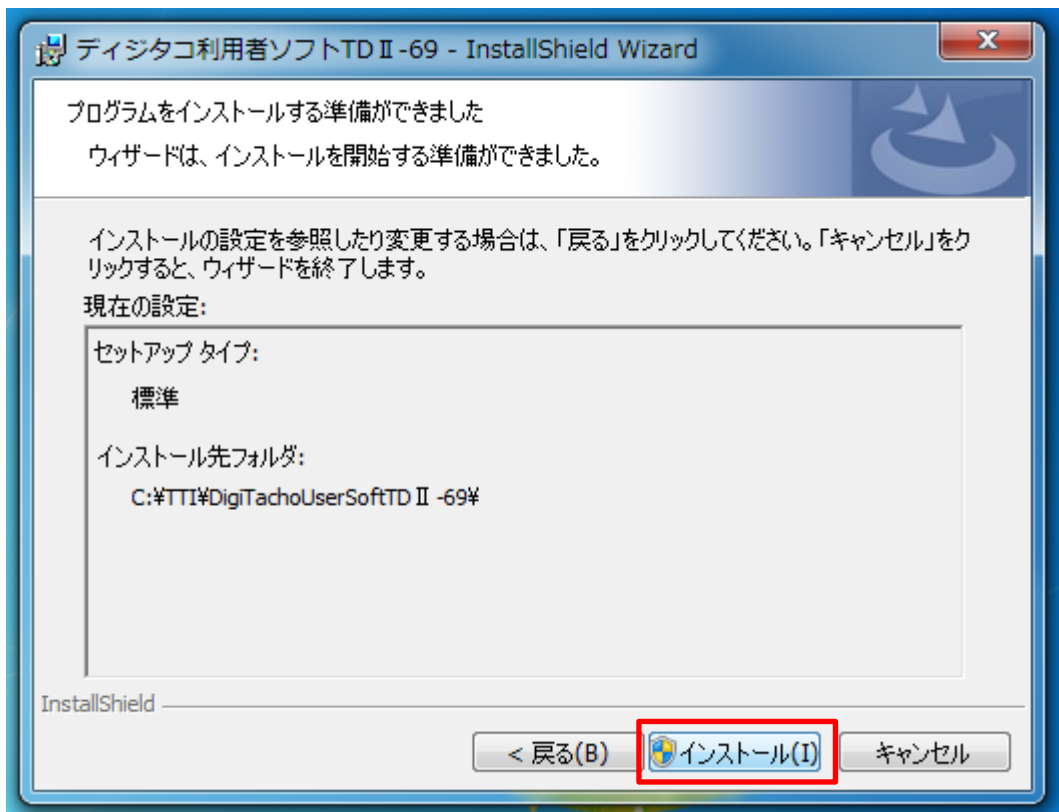 ディジタコ利用者ソフトTDⅡ-69 - InstallShield Wizard
プログラムをインストールする準備ができました
ウィザードは、インストールを開始する準備ができました。
インストールの設定を参照したり変更する場合は、「戻る」をクリックしてください。「キャンセル」をク
リックすると、ウィザードを終了します。
現在の設定:
セットアップ タイプ:
標準
インストール先フォルダ:
C:¥TTI¥DigiTachoUserSoftTDⅡ-69¥
InstallShield
< 戻る(B)
インストール(I)
キャンセル